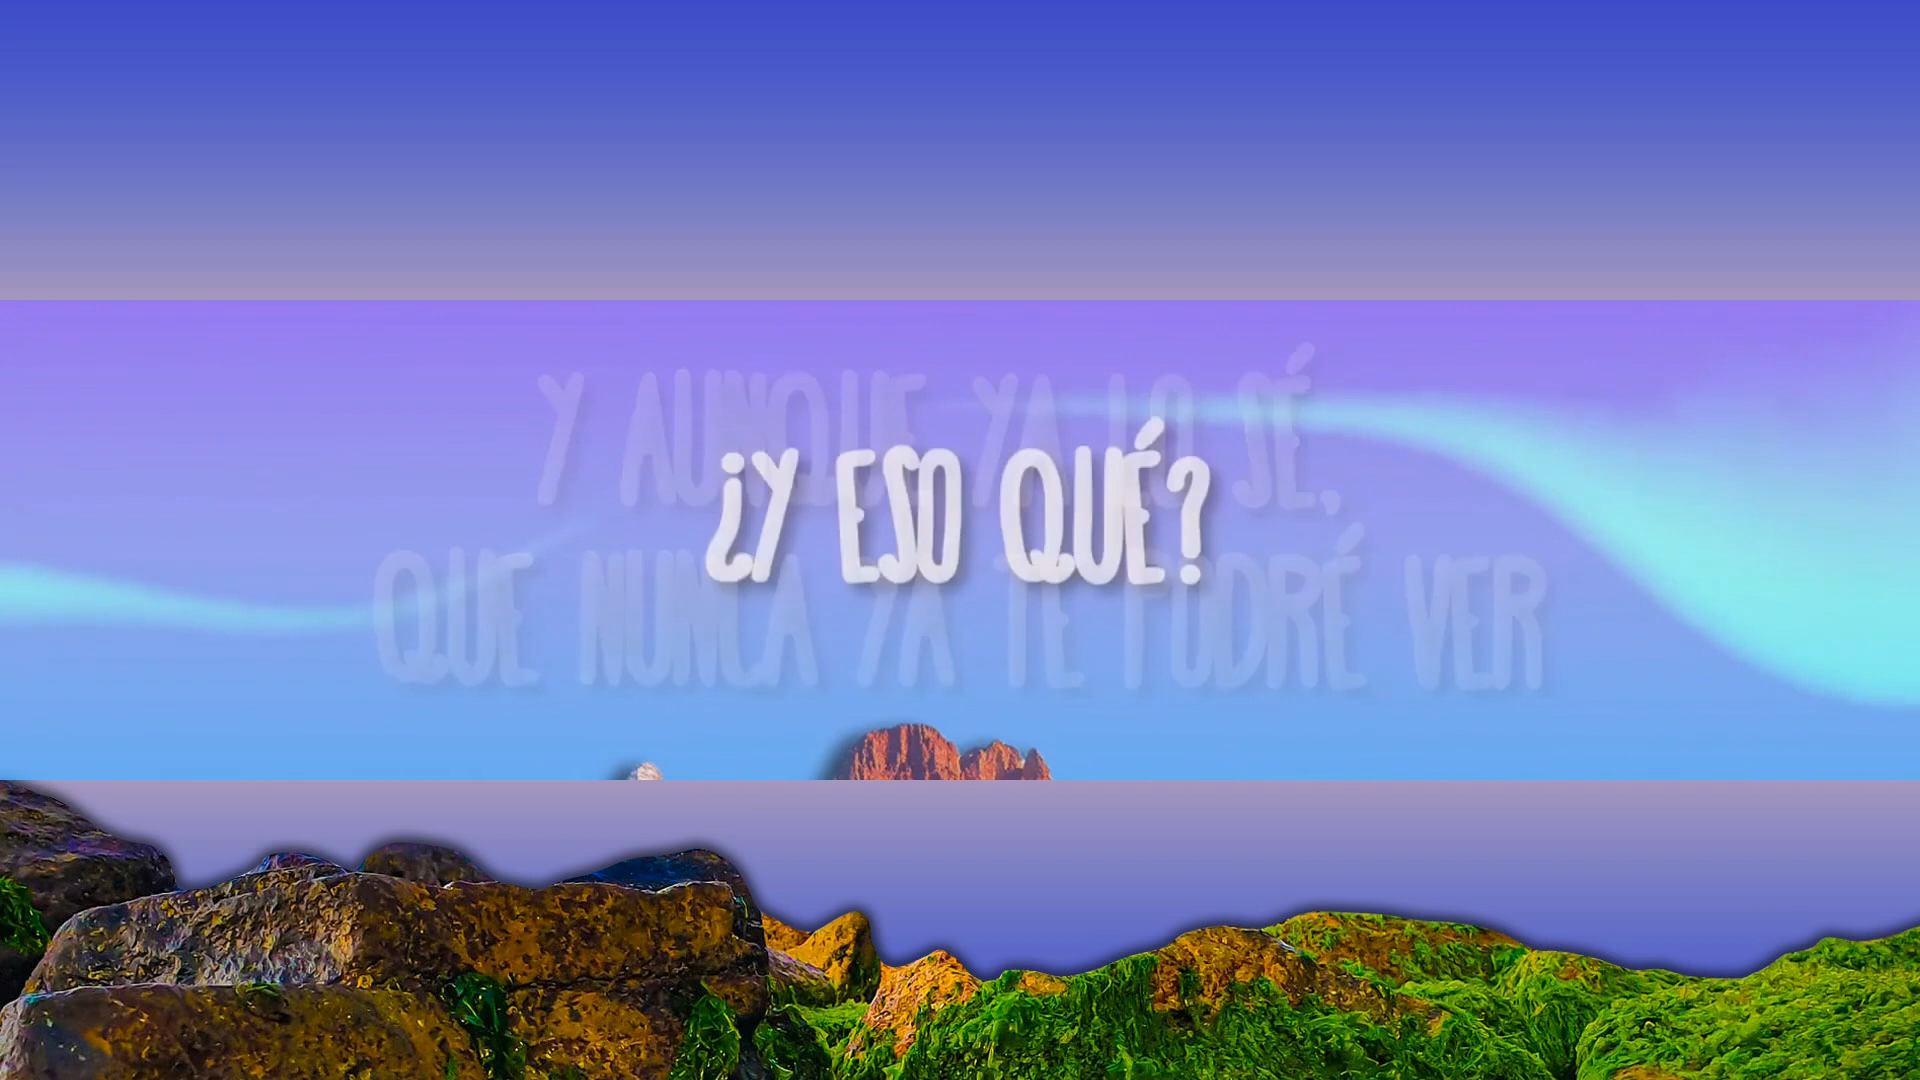 Y AUNQUE YA LO SÉ,
¿Y ESO QUÉ?
QUE NUNCA YA TE PODRÉ VER